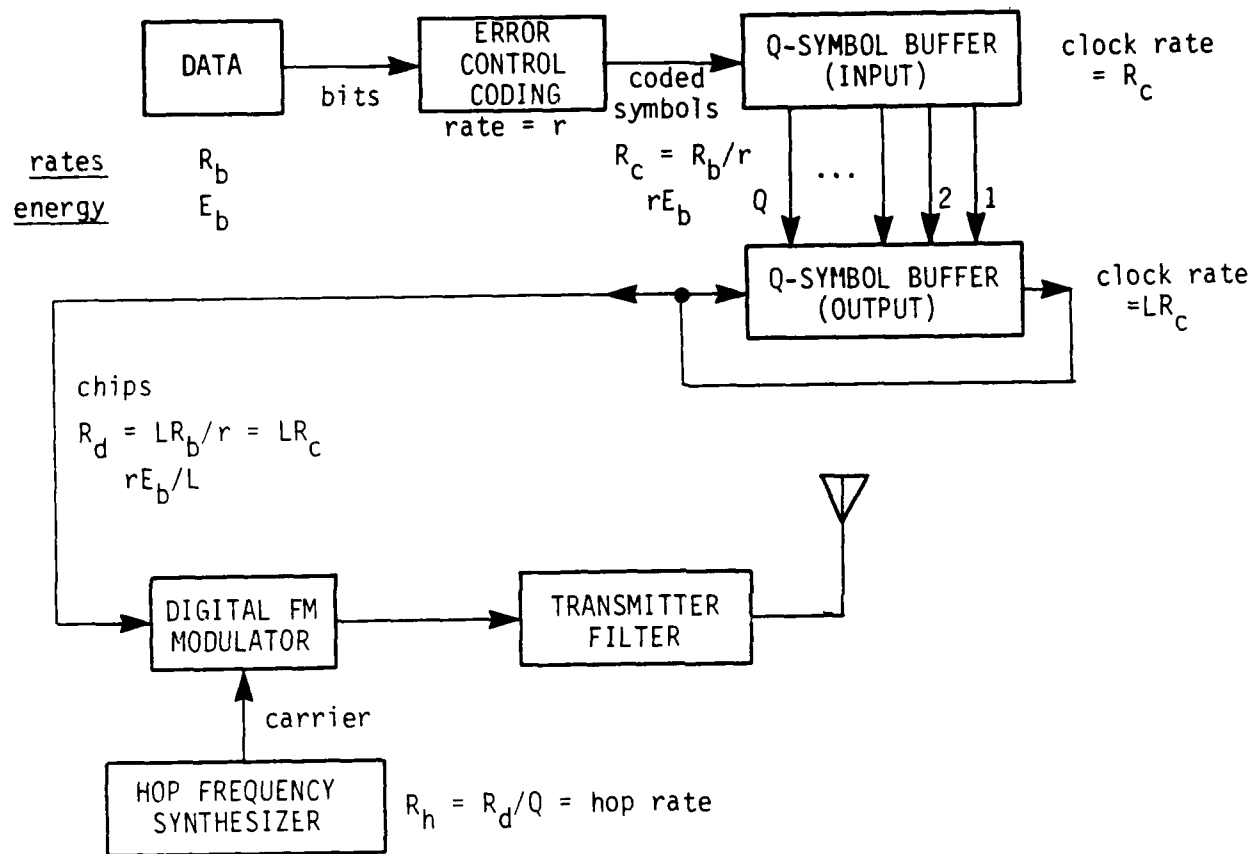 DATA
bits
ERROR
CONTROL
CODING
rate = r
coded
symbols
R_c = R_b/r
rE_b
Q-SYMBOL BUFFER
(INPUT)
clock rate
= R_c
rates R_b
energy E_b
Q ... 2 1
Q-SYMBOL BUFFER
(OUTPUT)
clock rate
=LR_c
chips
R_d = LR_b/r = LR_c
rE_b/L
DIGITAL FM
MODULATOR
TRANSMITTER
FILTER
carrier
HOP FREQUENCY
SYNTHESIZER
R_h = R_d/Q = hop rate